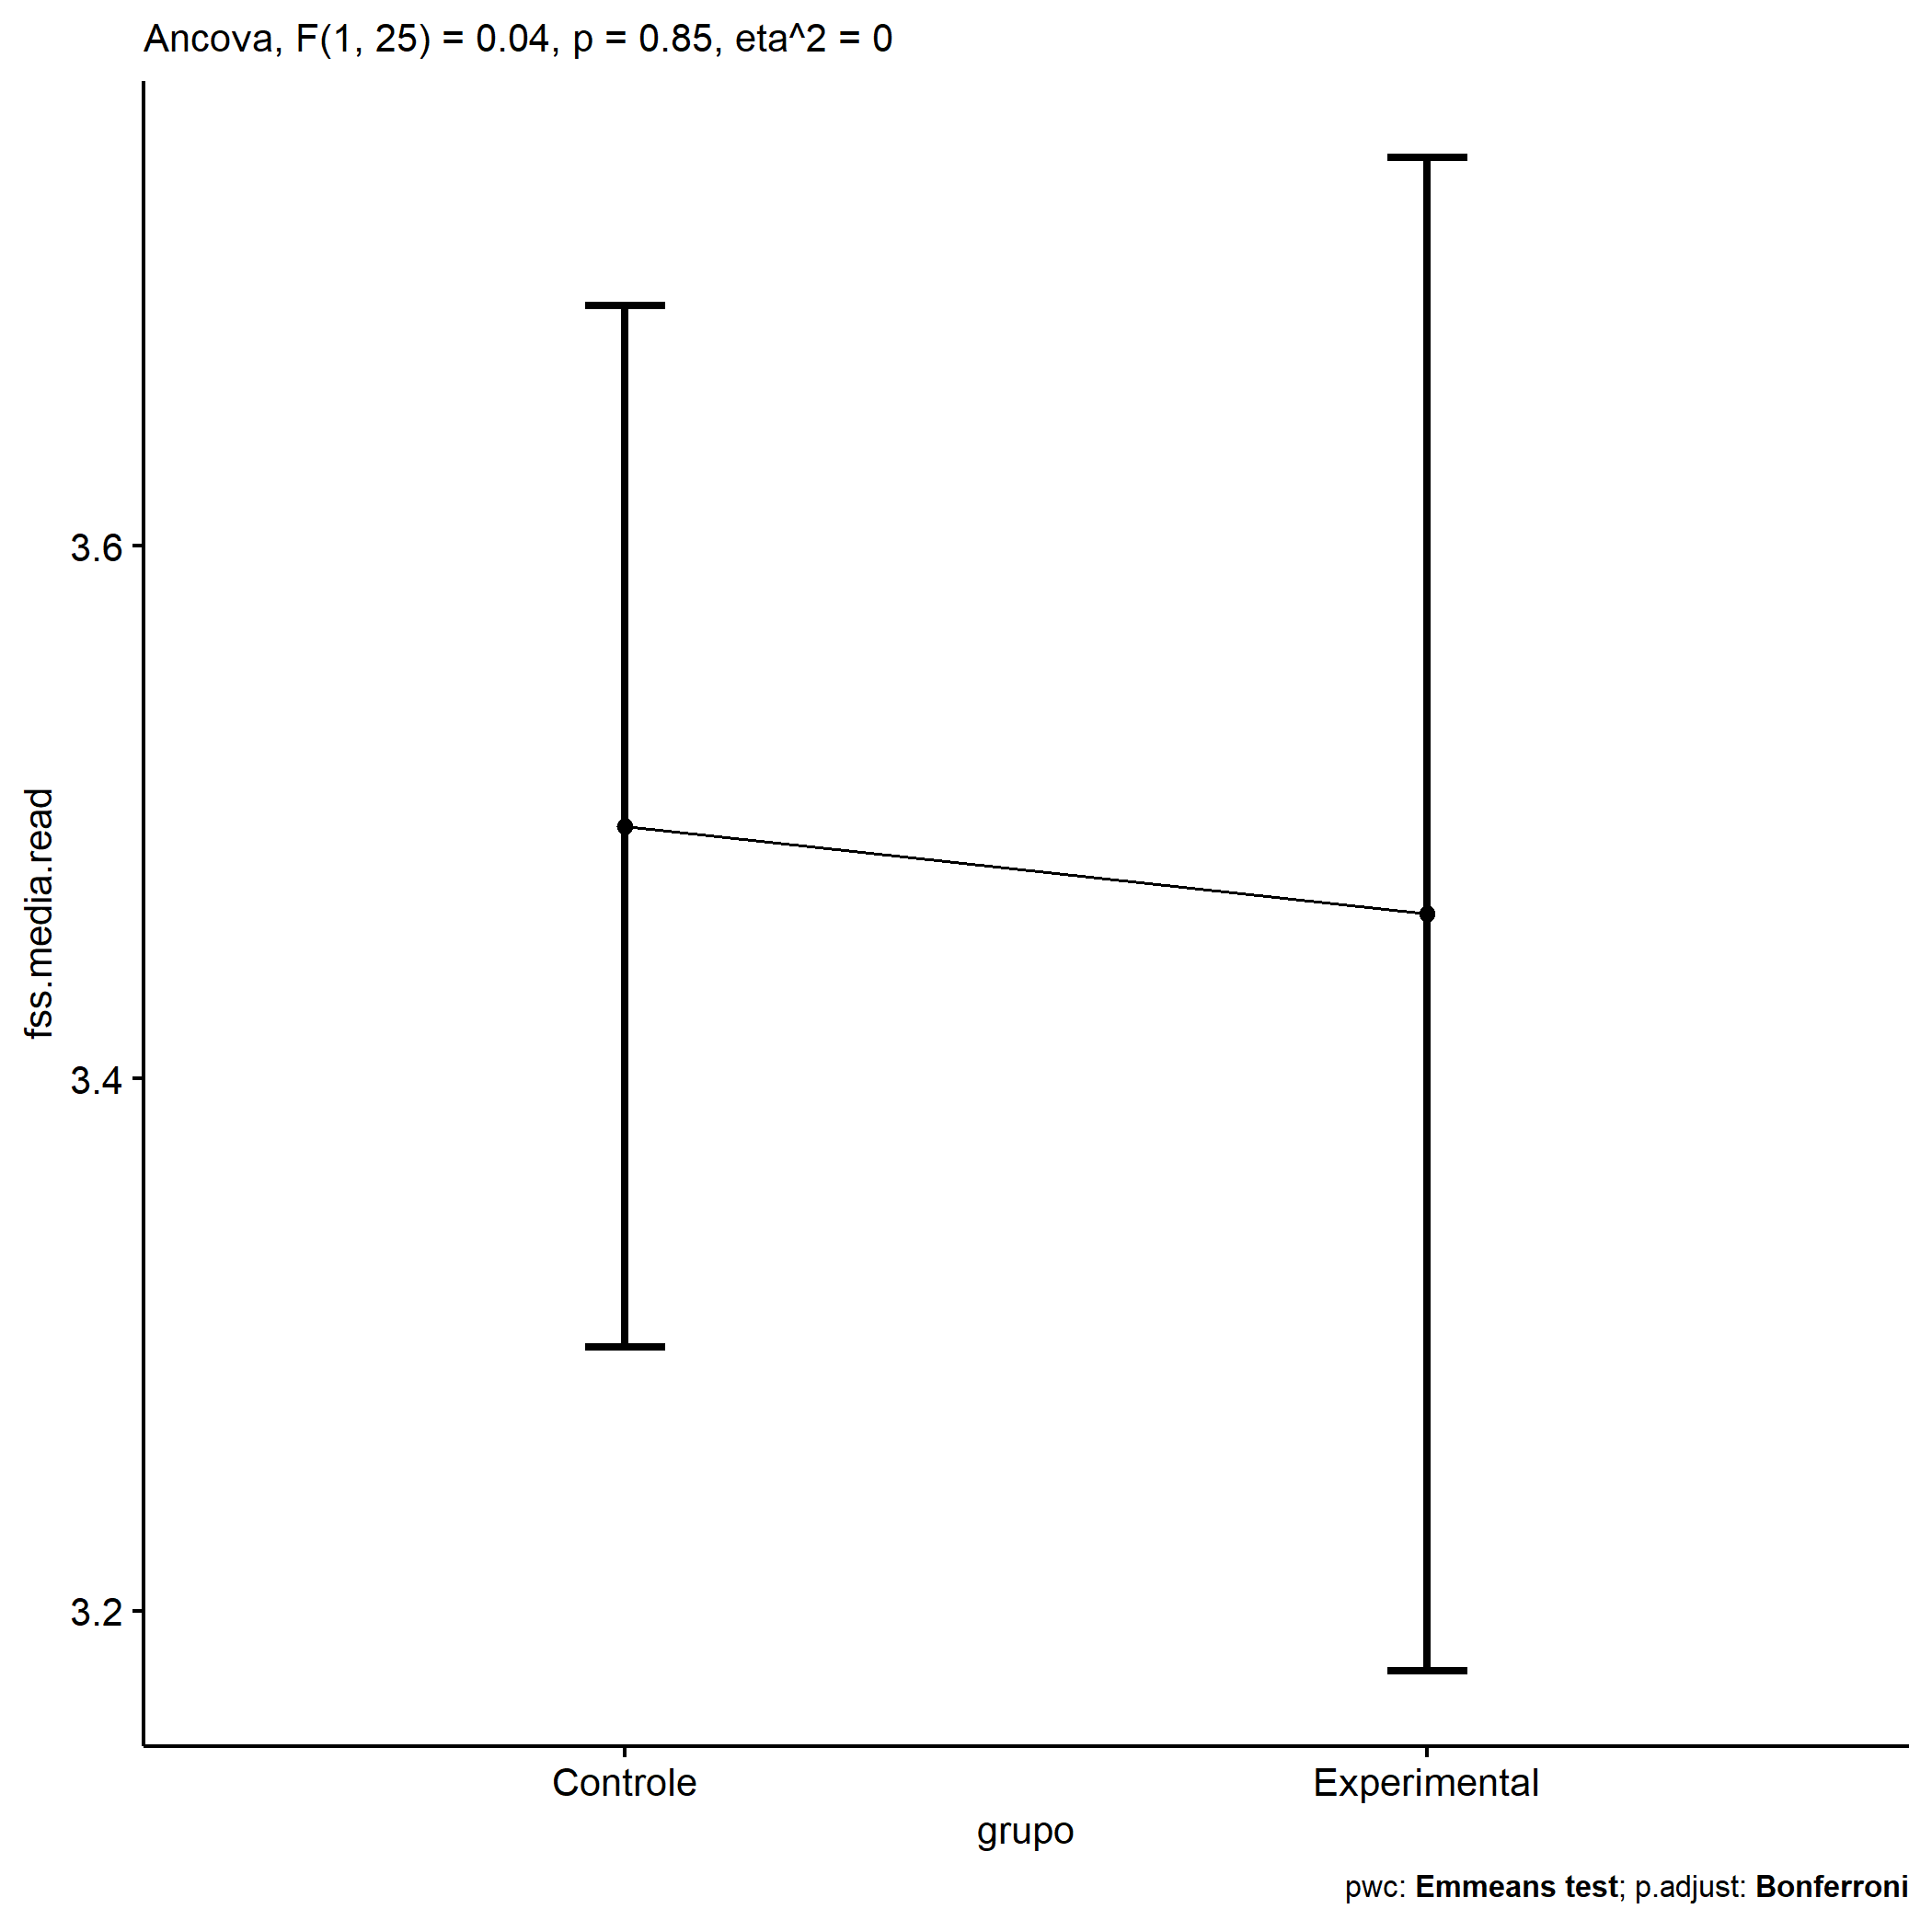 Ancova, F(1, 25) = 0.04, p = 0.85, eta^2 = 0
fss.media.read
3.6
3.4
3.2
Controle
Experimental
grupo
pwc: Emmeans test; p.adjust: Bonferroni